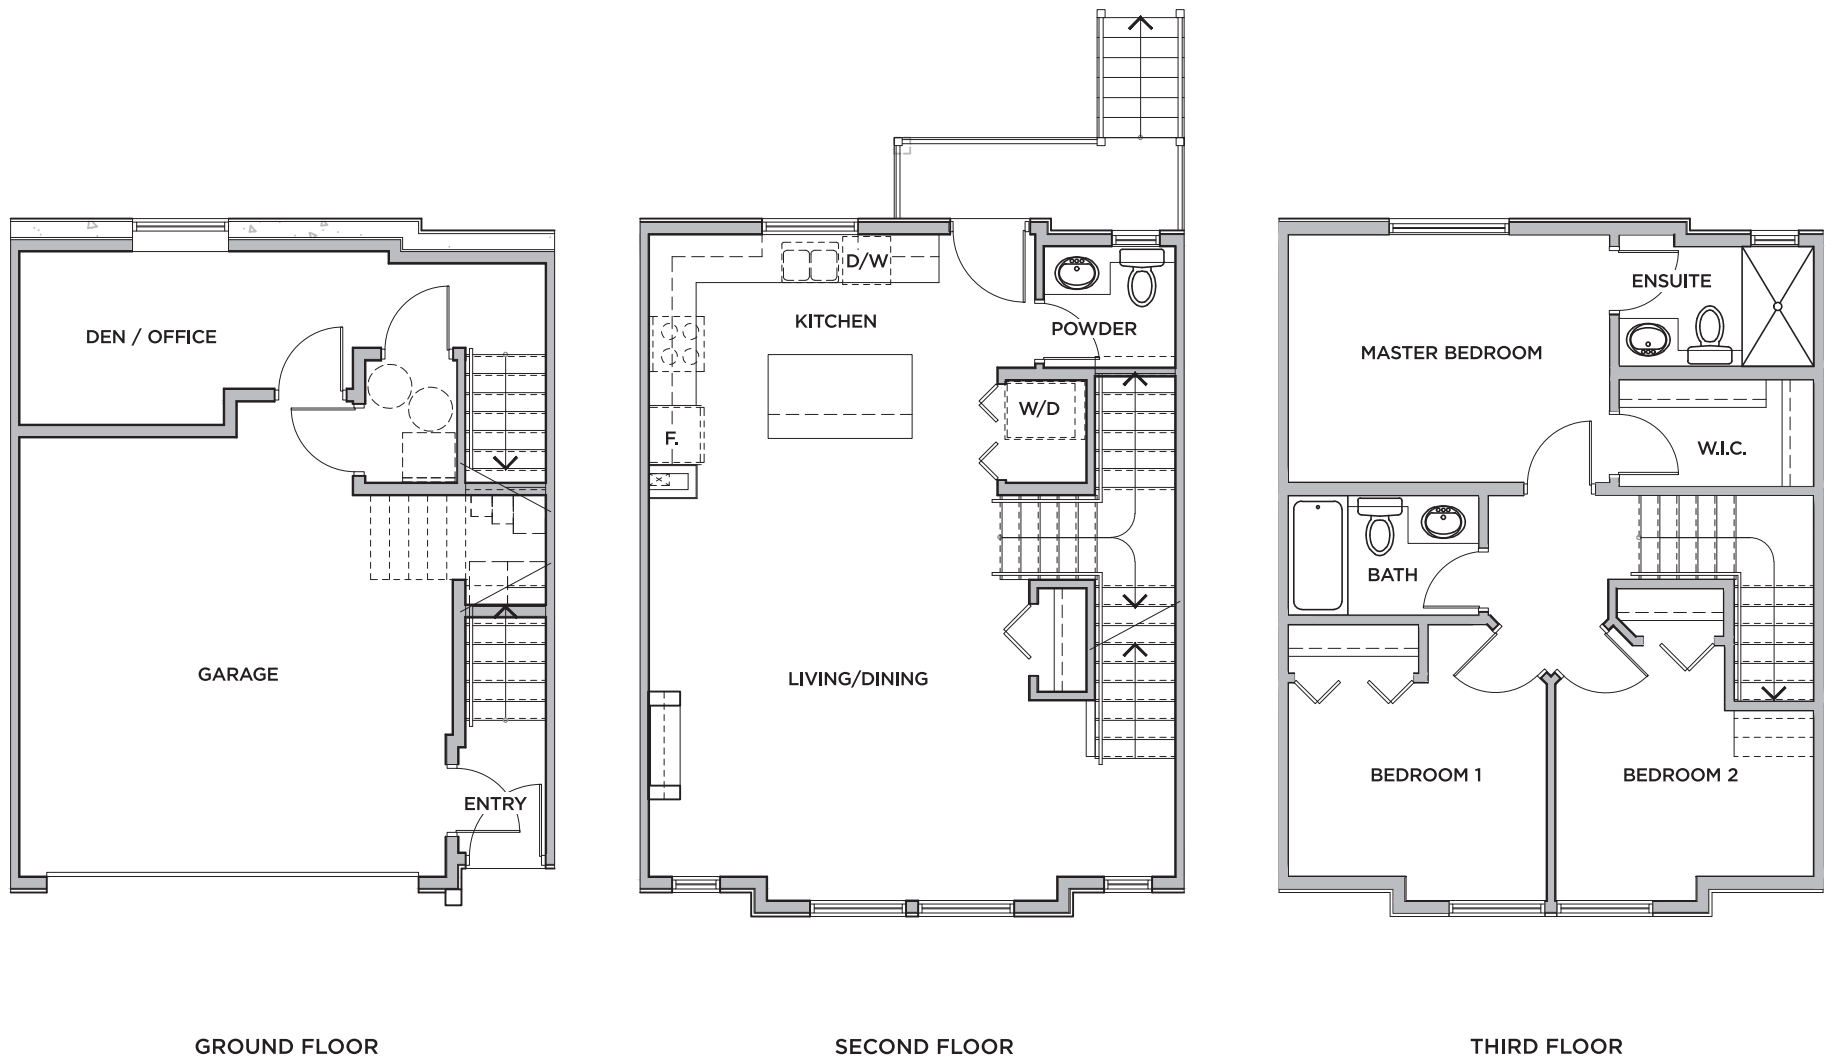 DEN / OFFICE
GARAGE
ENTRY
GROUND FLOOR
D/W
KITCHEN
POWDER
W/D
F.
LIVING/DINING
SECOND FLOOR
ENSUITE
MASTER BEDROOM
W.I.C.
BATH
BEDROOM 1
BEDROOM 2
THIRD FLOOR